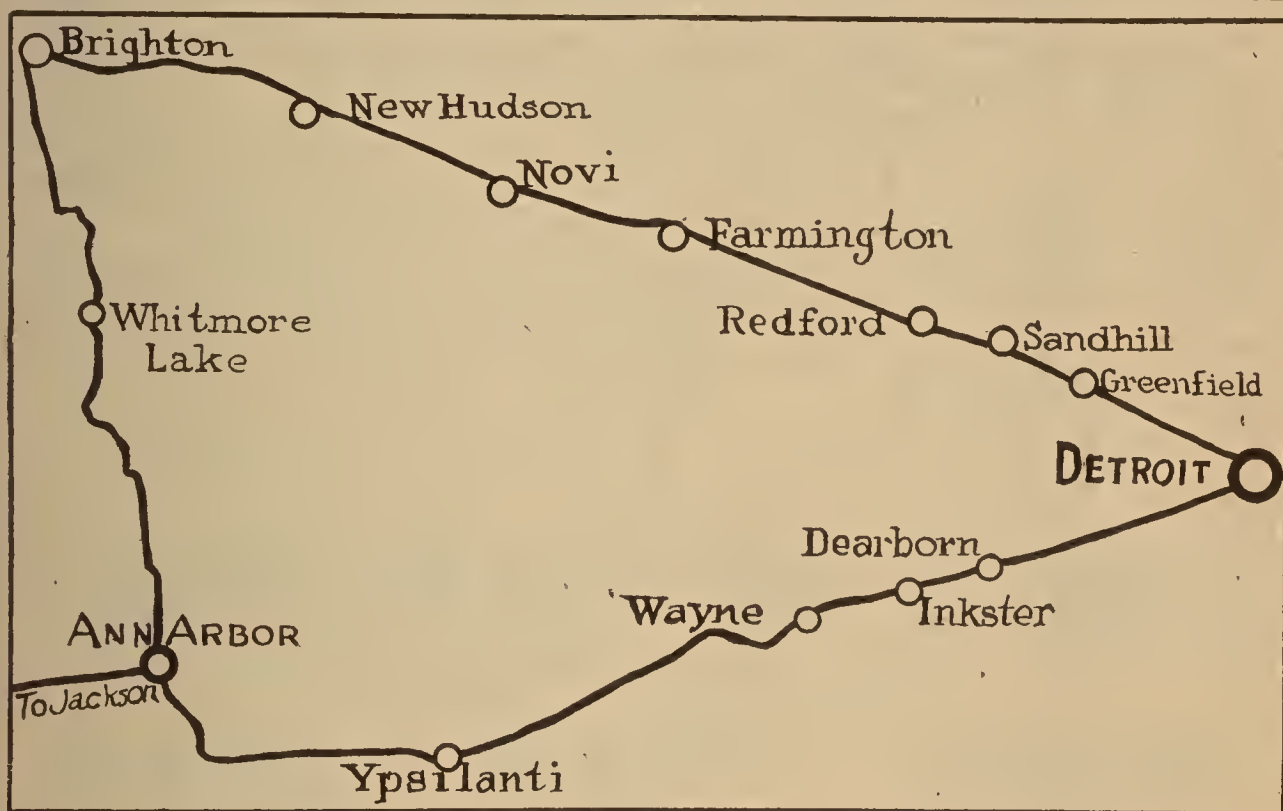 Brighton
New Hudson
Novi
Farmington
Redford
Sandhill
Greenfield
Whitmore
Lake
DETROIT
Dearborn
Inkster
Wayne
ANN ARBOR
To Jackson
Ypsilanti